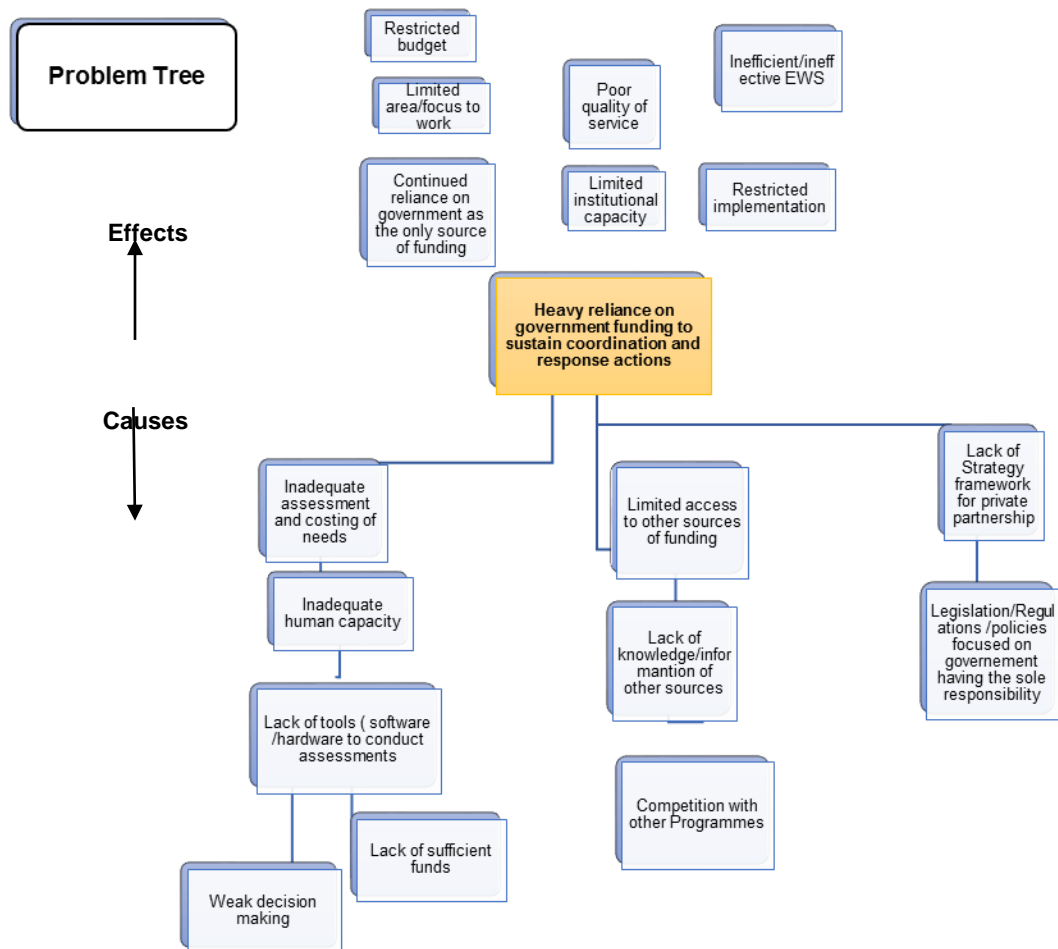 Problem Tree
Restricted
budget
Limited
area/focus to
work
Continued
reliance on
government as
the only source
of funding
Poor
quality of
service
Limited
institutional
capacity
Inefficient/ineff
ective EWS
Restricted
implementation
Effects
Heavy reliance on
government funding to
sustain coordination and
response actions
Causes
Inadequate
assessment
and costing of
needs
Inadequate
human capacity
Lack of tools ( software
/hardware to conduct
assessments
Lack of sufficient
funds
Weak decision
making
Limited access
to other sources
of funding
Lack of
knowledge/infor
mantion of
other sources
Competition with
other Programmes
Lack of
Strategy
framework
for private
partnership
Legislation/Regul
ations /policies
focused on
governement
having the sole
responsibility